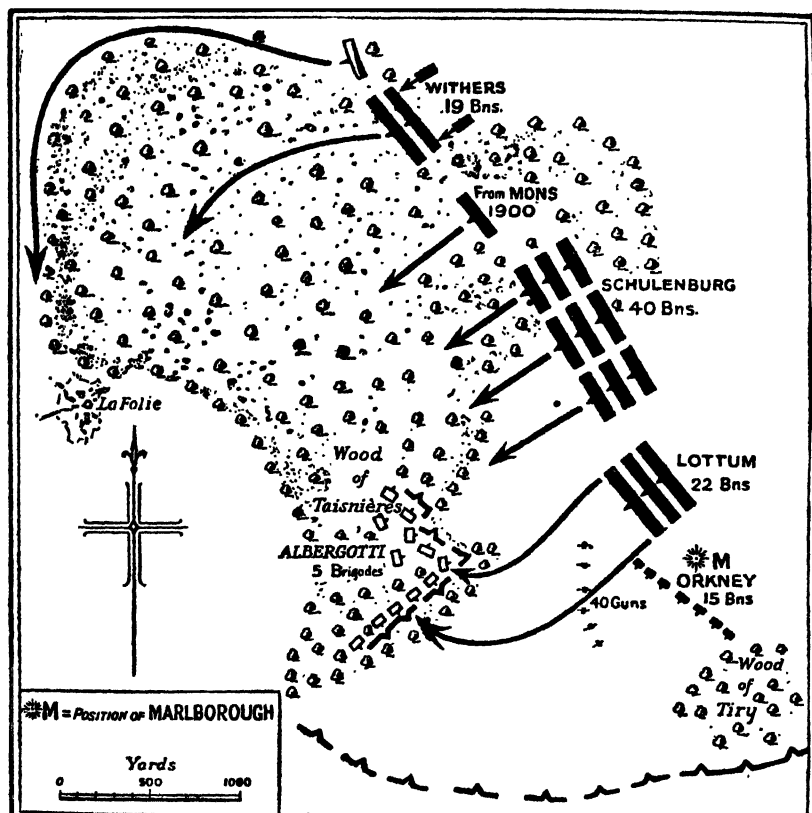 WITHERS
19 Bns.
From MONS
1900
SCHULENBURG
40 Bns.
La Folie
Wood
of
Taisnières
LOTTUM
22 Bns
ALBERGOTTI
5 Brigades
M
ORKNEY
15 Bns
40 Guns
Wood
of
Tiry
M = POSITION OF MARLBOROUGH
Yards
0 500 1000